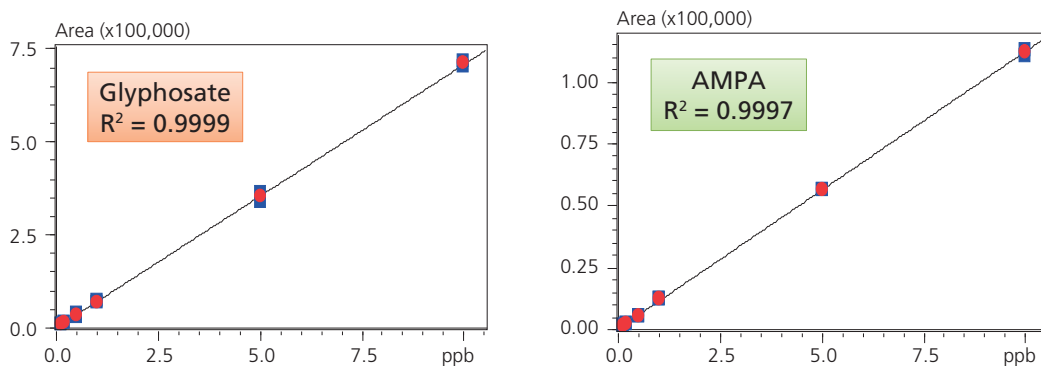 Area (x100,000)
7.5
5.0
2.5
0.0
Glyphosate
R² = 0.9999
0.0 2.5 5.0 7.5 ppb
Area (x100,000)
1.00
0.75
0.50
0.25
0.00
AMPA
R² = 0.9997
0.0 2.5 5.0 7.5 ppb